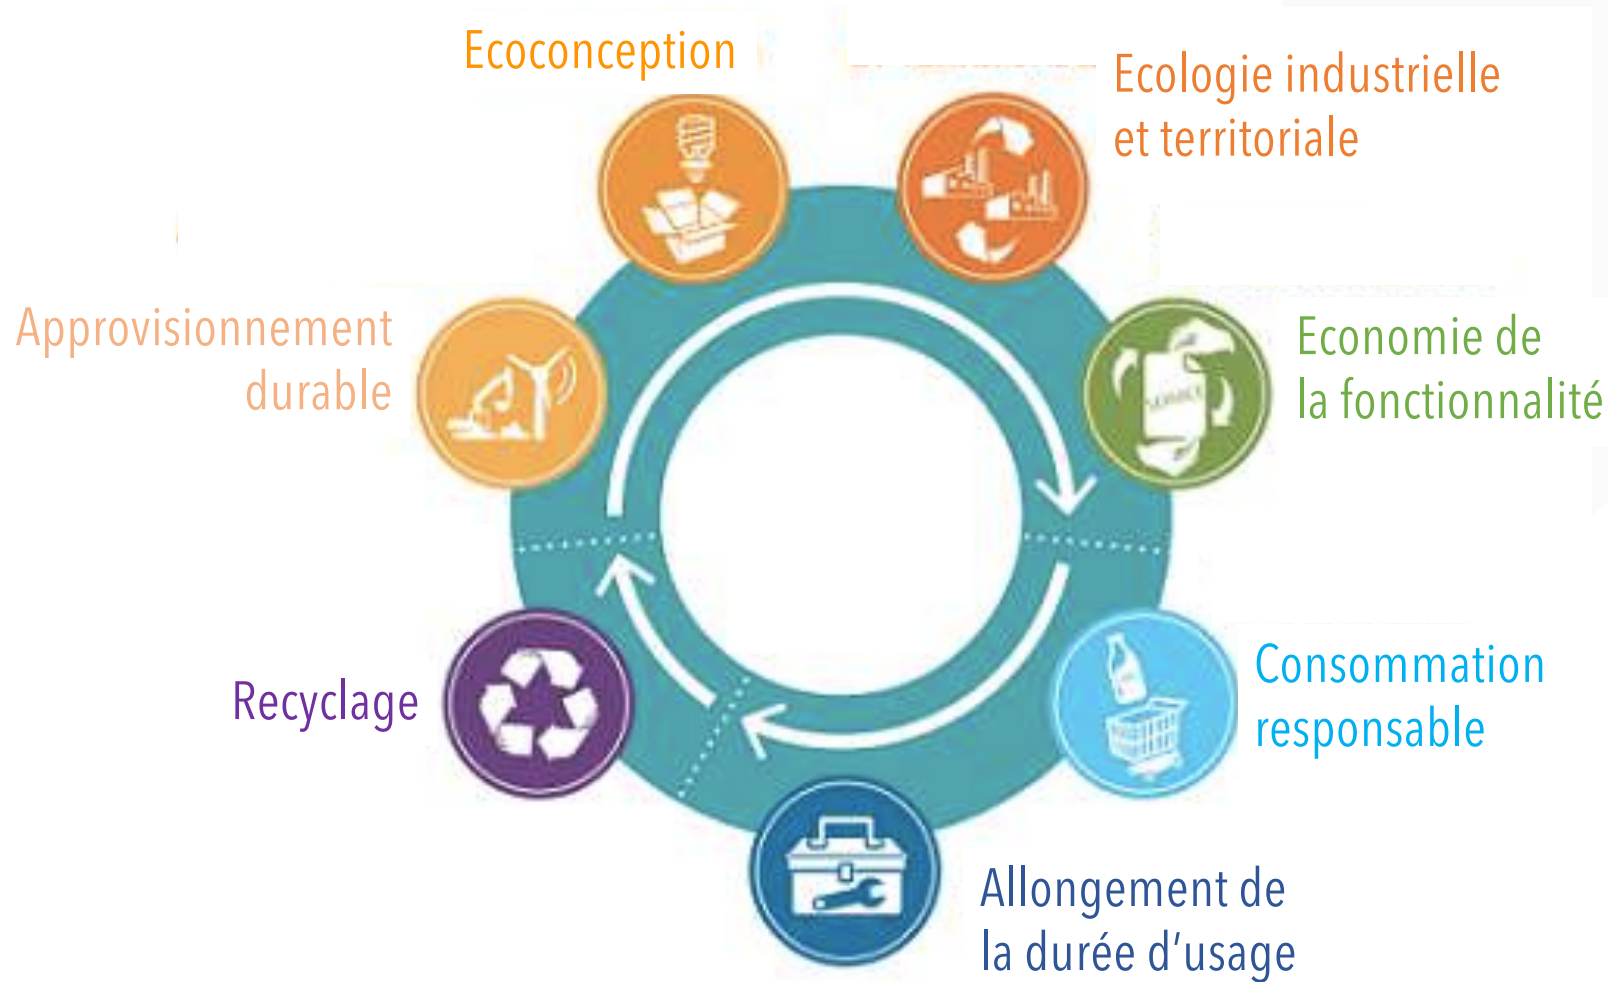 Ecoconception
Ecologie industrielle
et territoriale
Approvisionnement
durable
Economie de
la fonctionnalité
Recyclage
Consommation
responsable
Allongement de
la durée d'usage